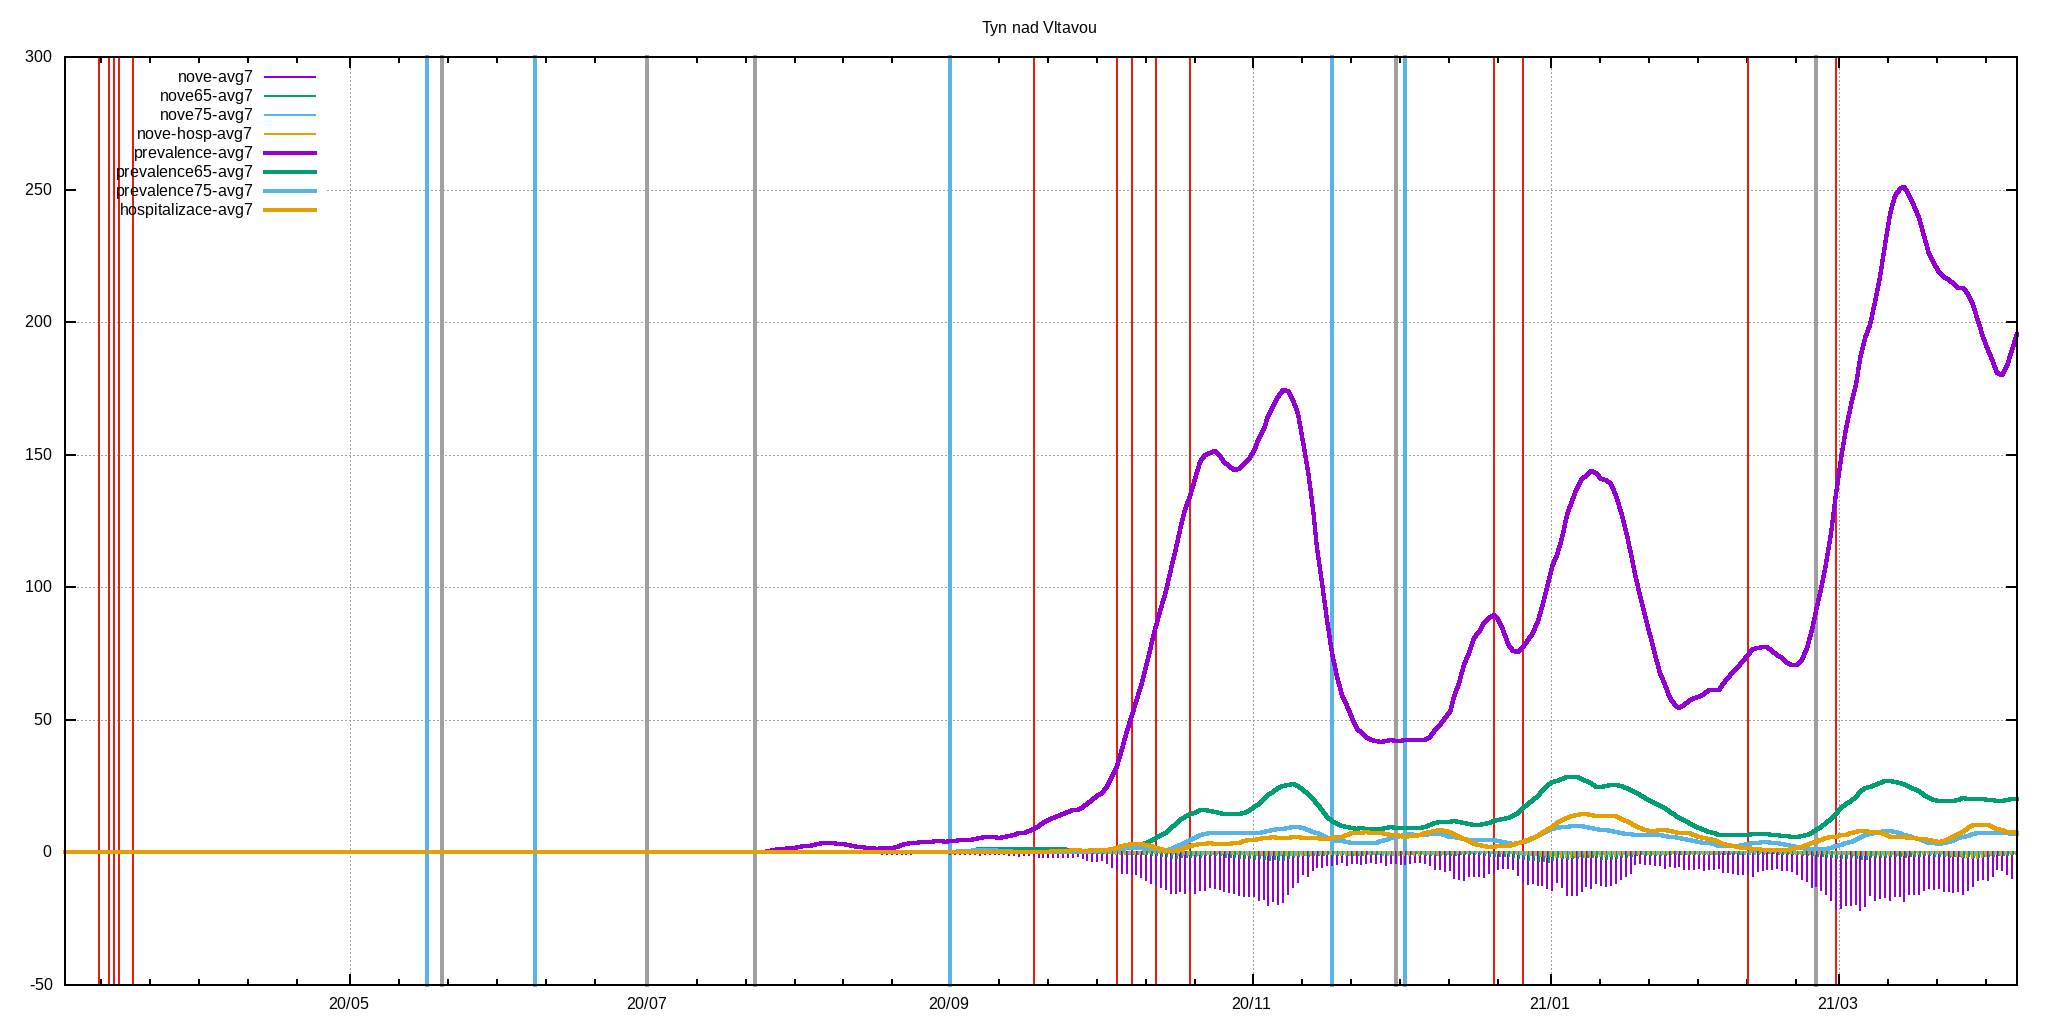 Tyn nad Vltavou
300
250
200
150
100
50
0
-50
nove-avg7
nove65-avg7
nove75-avg7
nove-hosp-avg7
prevalence-avg7
prevalence65-avg7
prevalence75-avg7
hospitalizace-avg7
20/05 20/07 20/09 20/11 21/01 21/03